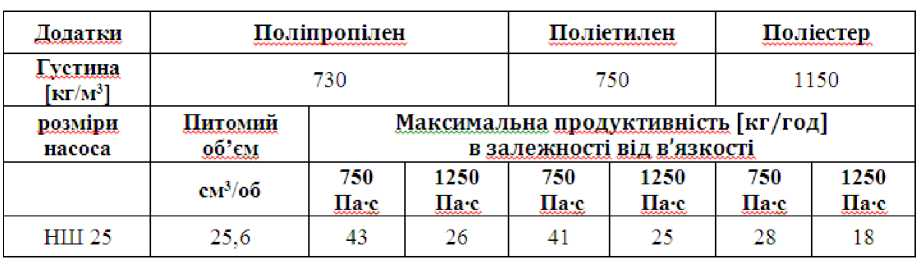 Додатки Поліпропілен Поліетилен Поліестер
Густина
[кг/м³] 730 750 1150
розміри
насоса Питомий
об’єм Максимальна продуктивність [кг/год]
в залежності від в'язкості
см³/об 750
Па·с 1250
Па·с 750
Па·с 1250
Па·с 750
Па·с 1250
Па·с
НШ 25 25,6 43 26 41 25 28 18